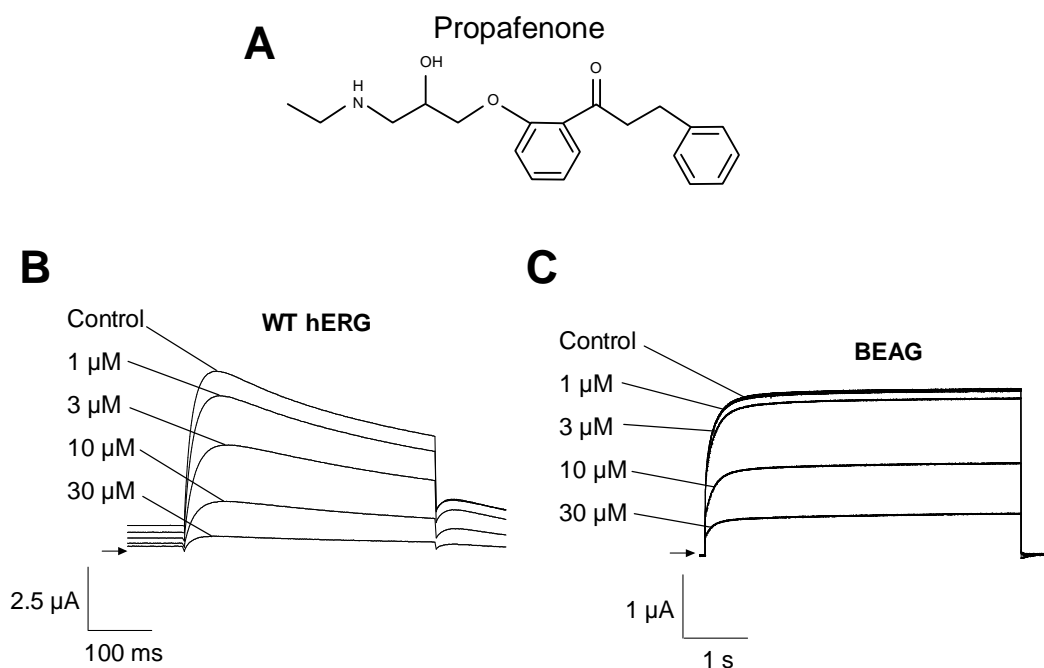 A
Propafenone
OH
O
H
N
O
B
Control
WT hERG
1 µM
3 µM
10 µM
30 µM
2.5 µA
100 ms
C
Control
BEAG
1 µM
3 µM
10 µM
30 µM
1 µA
1 s